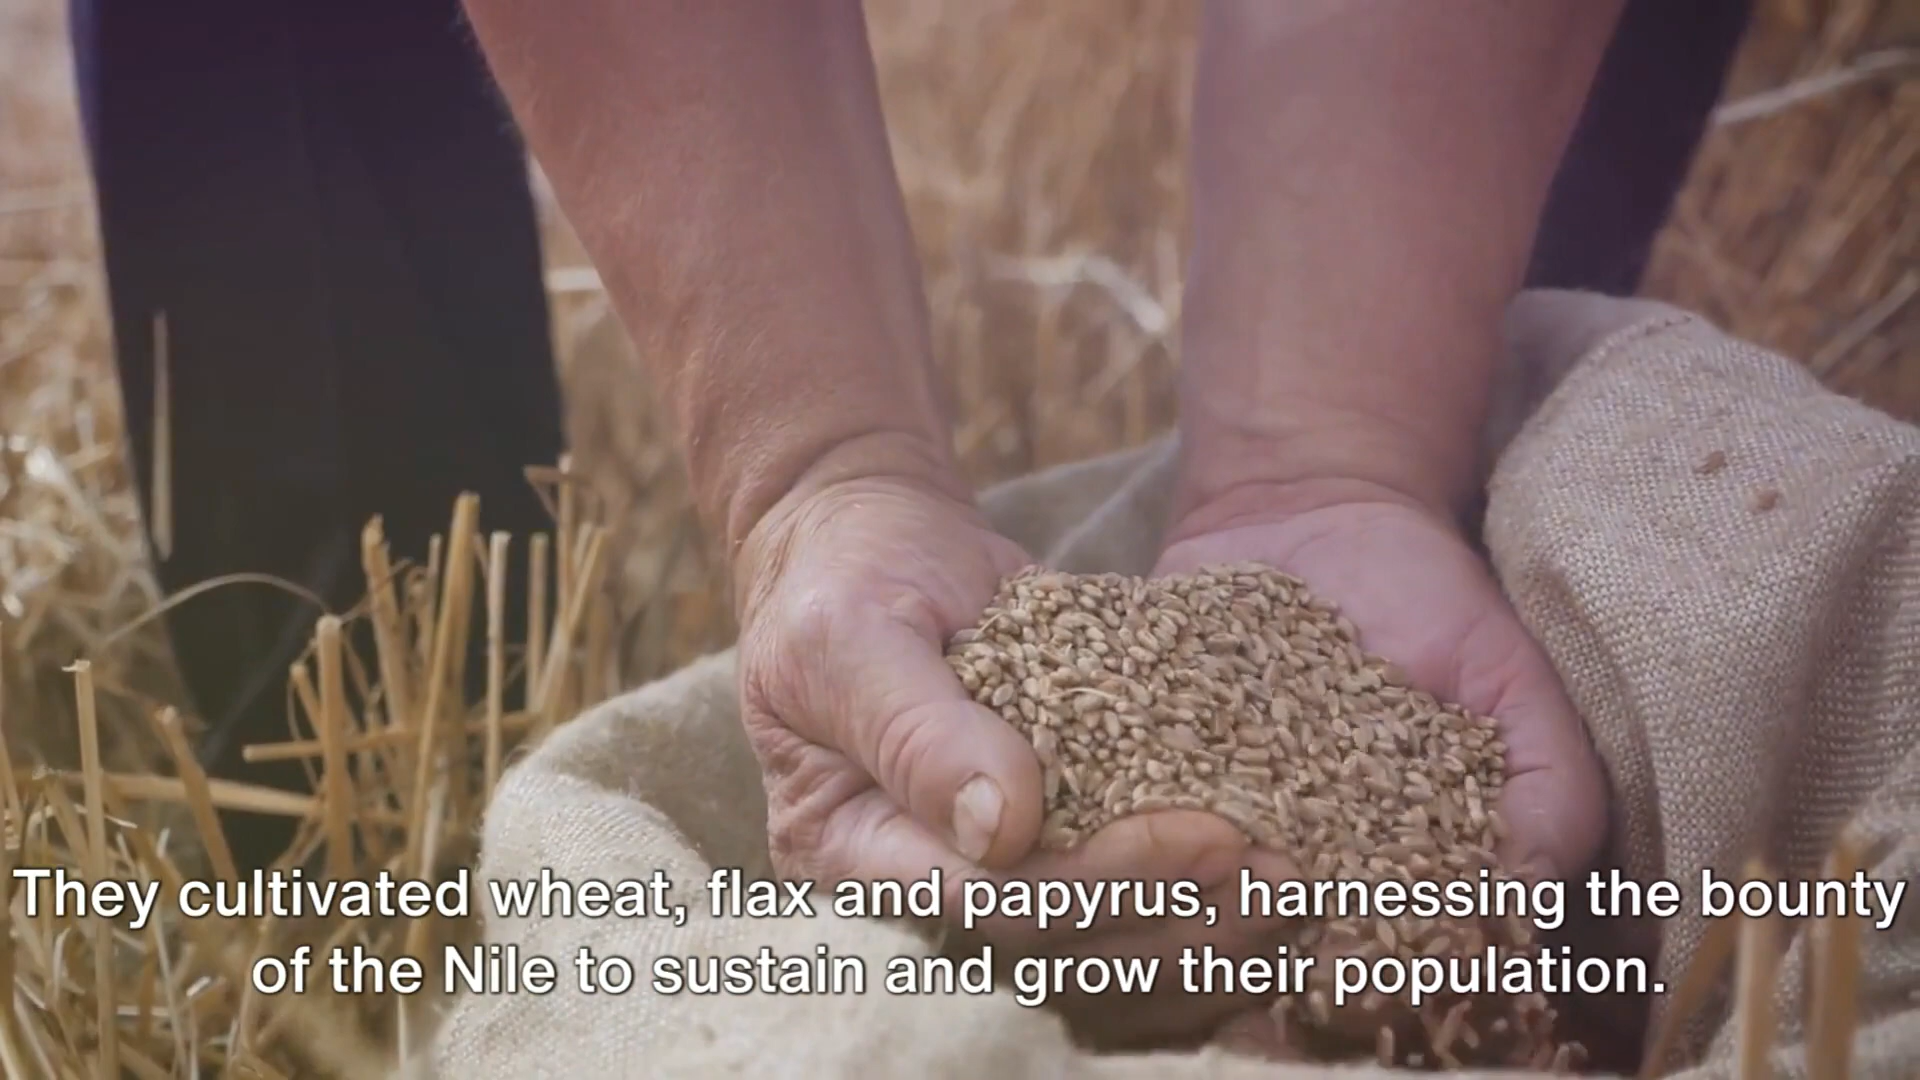 They cultivated wheat, flax and papyrus, harnessing the bounty
of the Nile to sustain and grow their population.